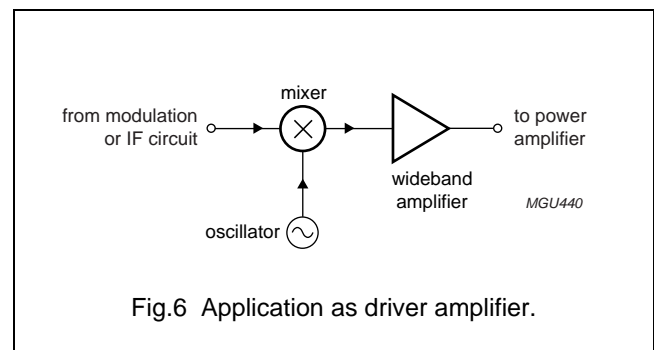 mixer
from modulation
or IF circuit
to power
amplifier
wideband
amplifier
MGU440
oscillator
Fig.6 Application as driver amplifier.